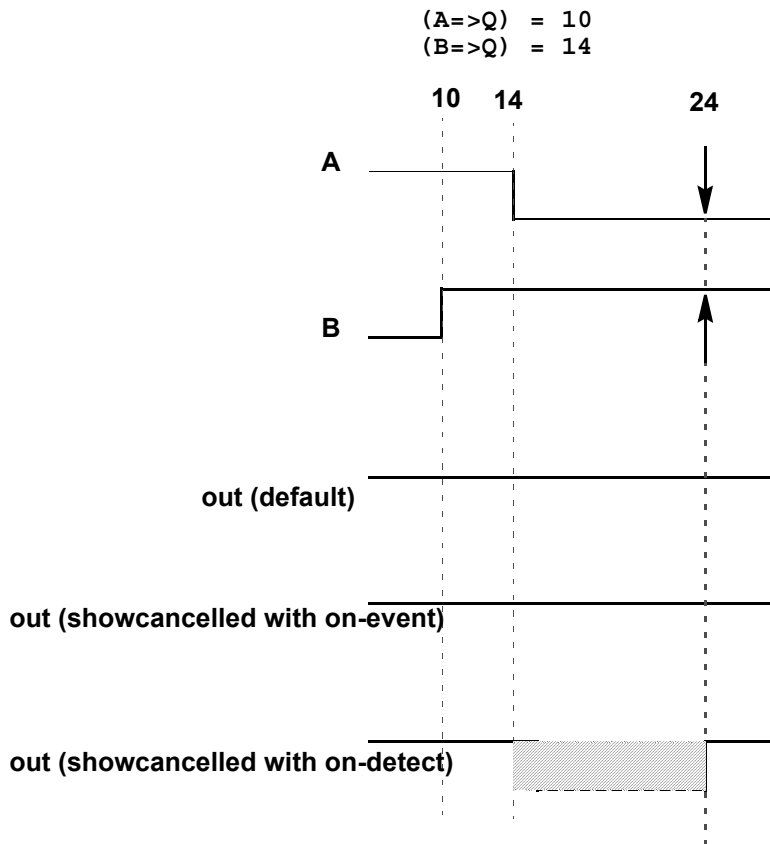 (A=>Q) = 10
(B=>Q) = 14
10 14 24
A
B
out (default)
out (showcancelled with on-event)
out (showcancelled with on-detect)